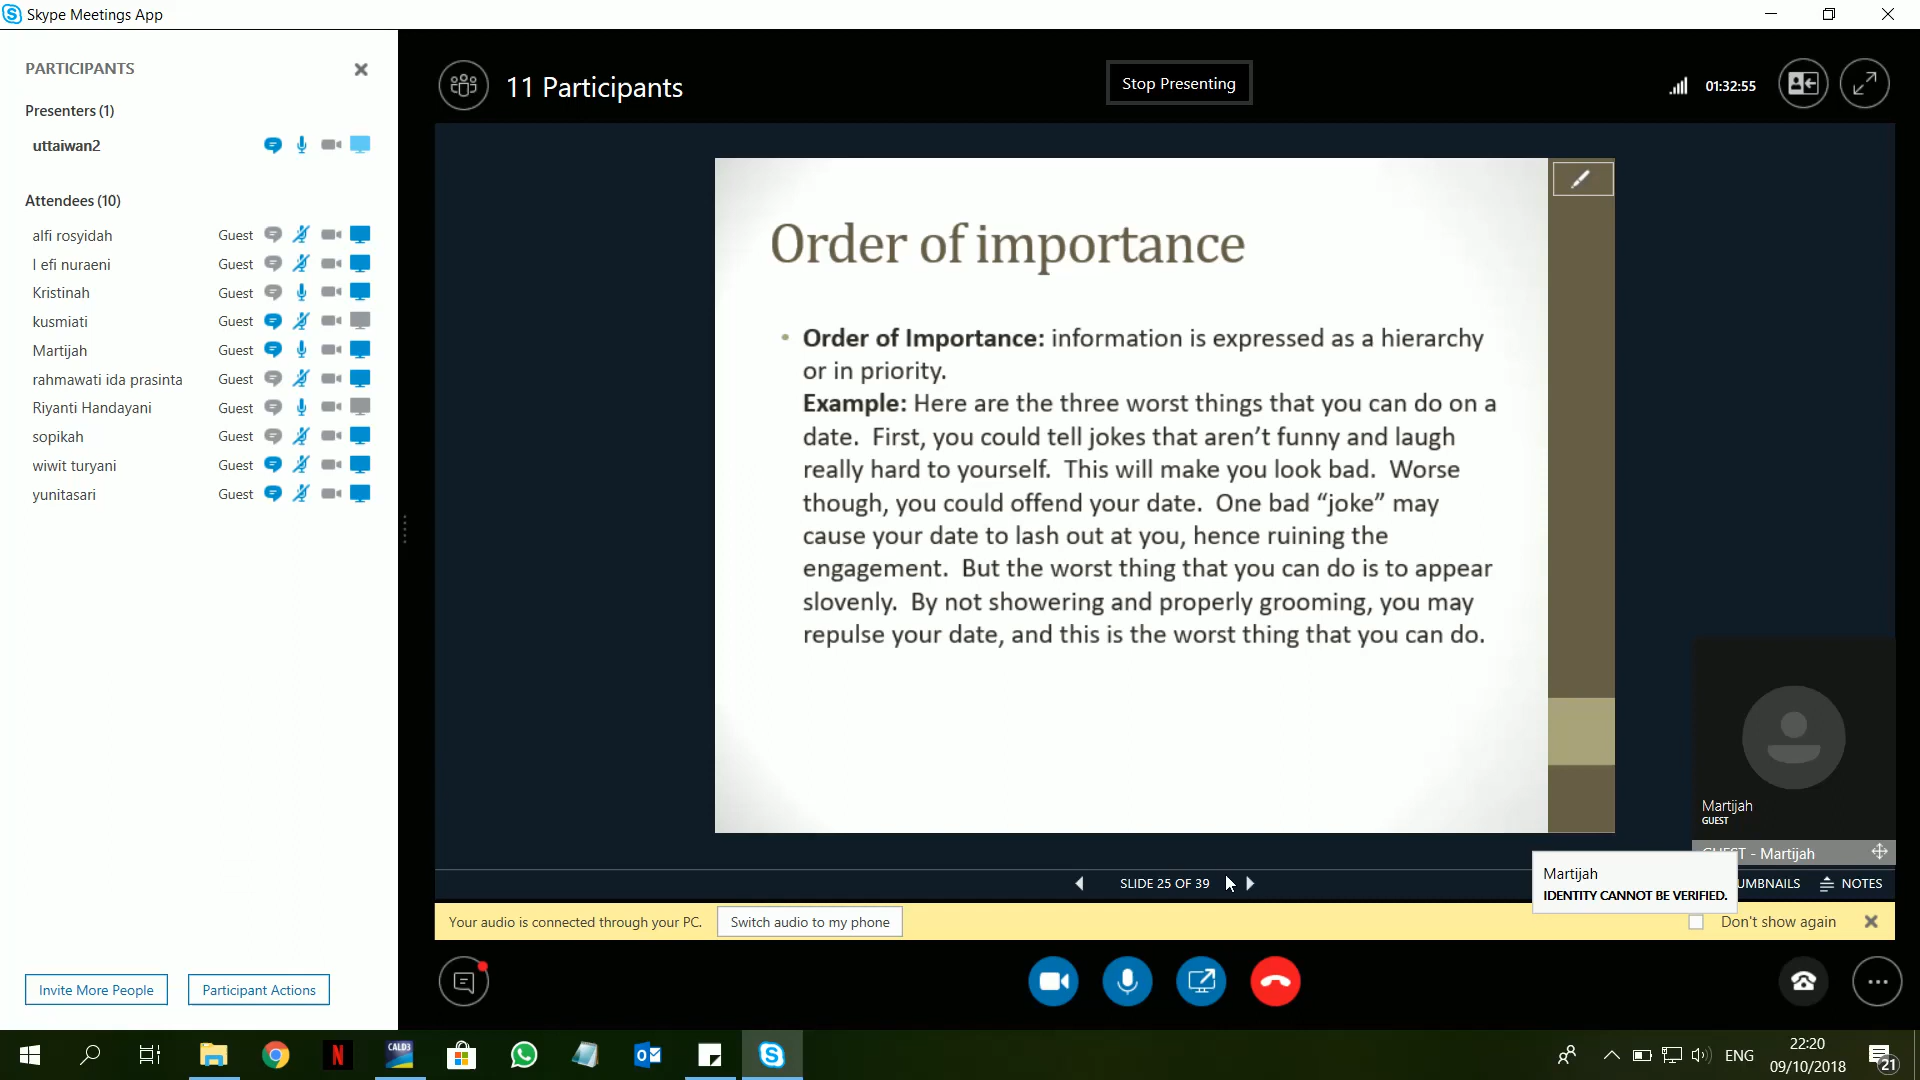 Skype Meetings App
PARTICIPANTS
Presenters (1)
uttaiwan2
Attendees (10)
alfi rosyidah Guest
I efi nuraeni Guest
Kristinah Guest
kusmiati Guest
Martijah Guest
rahmawati ida prasinta Guest
Riyanti Handayani Guest
sopikah Guest
wiwit turyani Guest
yunitasari Guest
Invite More People
Participant Actions
11 Participants
Stop Presenting
01:32:55
Order of importance
• Order of Importance: information is expressed as a hierarchy
or in priority.
Example: Here are the three worst things that you can do on a
date. First, you could tell jokes that aren't funny and laugh
really hard to yourself. This will make you look bad. Worse
though, you could offend your date. One bad “joke” may
cause your date to lash out at you, hence ruining the
engagement. But the worst thing that you can do is to appear
slovenly. By not showering and properly grooming, you may
repulse your date, and this is the worst thing that you can do.
Martijah
GUEST
- Martijah
SLIDE 25 OF 39
Martijah
IDENTITY CANNOT BE VERIFIED.
NOTES
Your audio is connected through your PC.
Switch audio to my phone
Don't show again
N
CALD3
ENG
22:20
09/10/2018
21